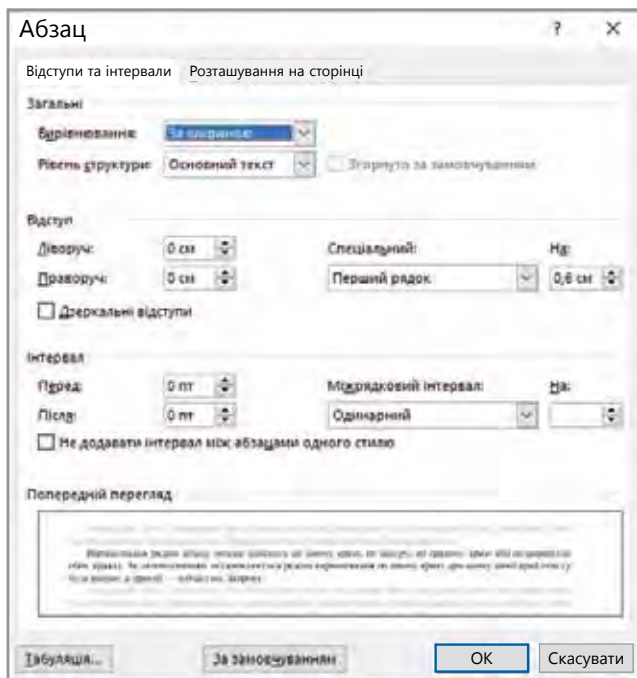 Абзац ? ×
Відступи та інтервали Розташування на сторінці
Загальні
Вирівнювання: За шириною
Рівень структури: Основний текст Згорнуто за замовчуванням
Відступ
Ліворуч: 0 см Спеціальний: На:
Праворуч: 0 см Перший рядок 0,6 см
Дзеркальні відступи
Інтервал
Перед: 0 пт Міжрядковий інтервал: На:
Після: 0 пт Одинарний
Не додавати інтервал між абзацами одного стилю
Попередній перегляд
Табуляція... За замовчуванням ОК Скасувати